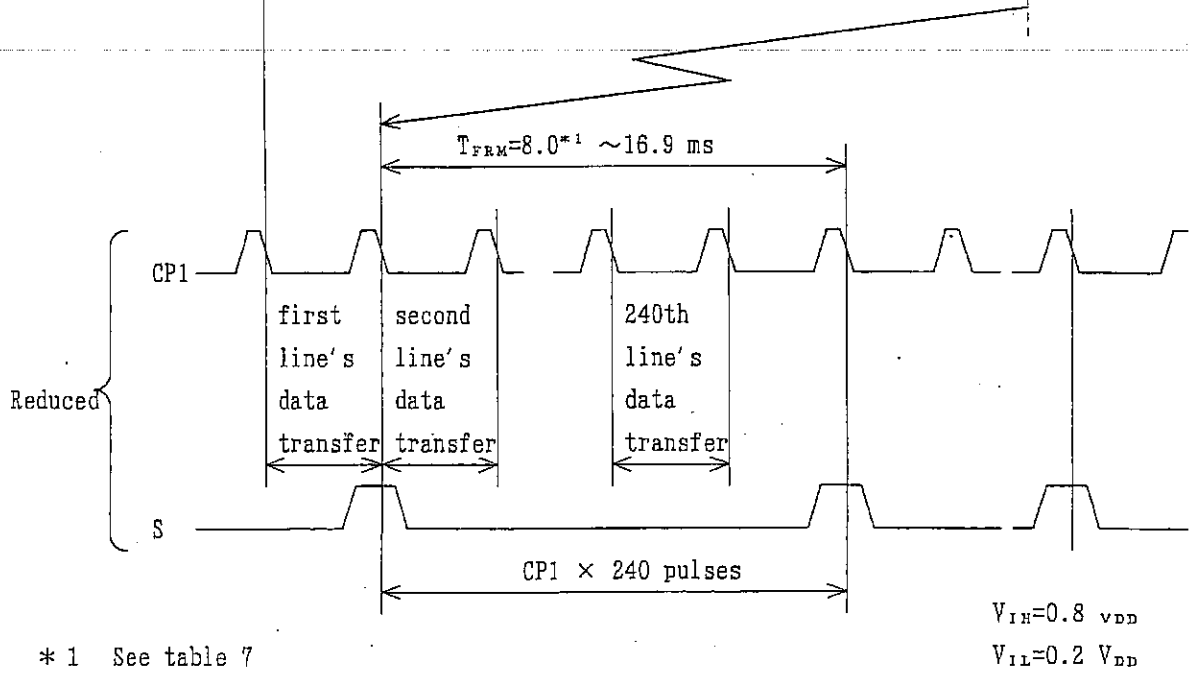 T_FRM=8.0*1 ~16.9 ms
CP1
first second 240th
line's line's line's
Reduced
data data data
transfer transfer transfer
S
CP1 × 240 pulses
V_IH=0.8 VDD
* 1 See table 7
V_IL=0.2 V_DD